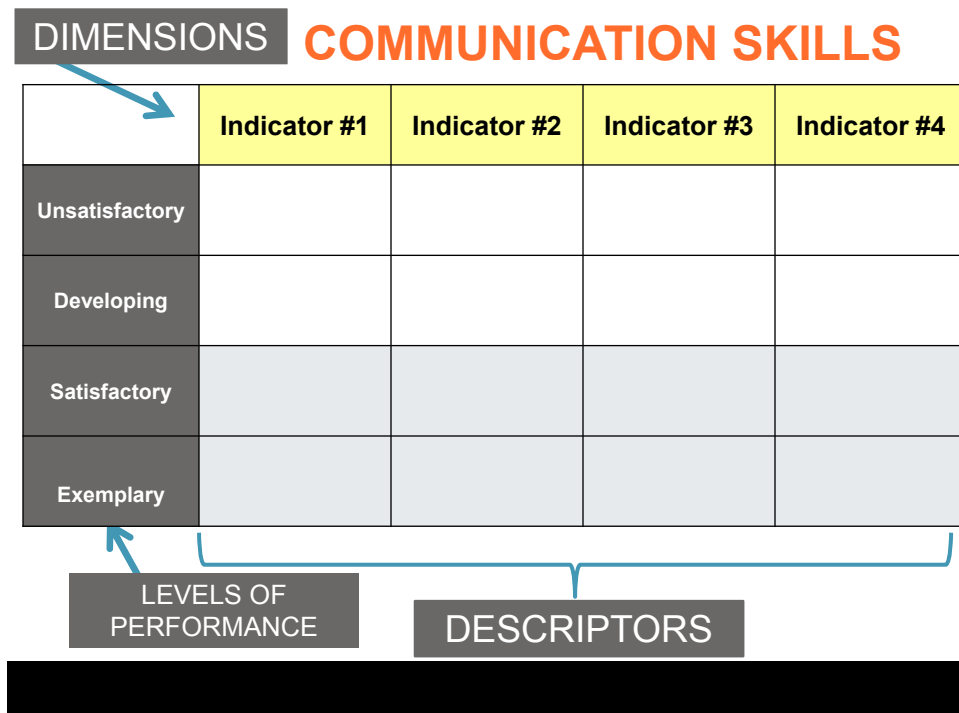 DIMENSIONS
COMMUNICATION SKILLS
Indicator #1
Indicator #2
Indicator #3
Indicator #4
Unsatisfactory
Developing
Satisfactory
Exemplary
LEVELS OF
PERFORMANCE
DESCRIPTORS